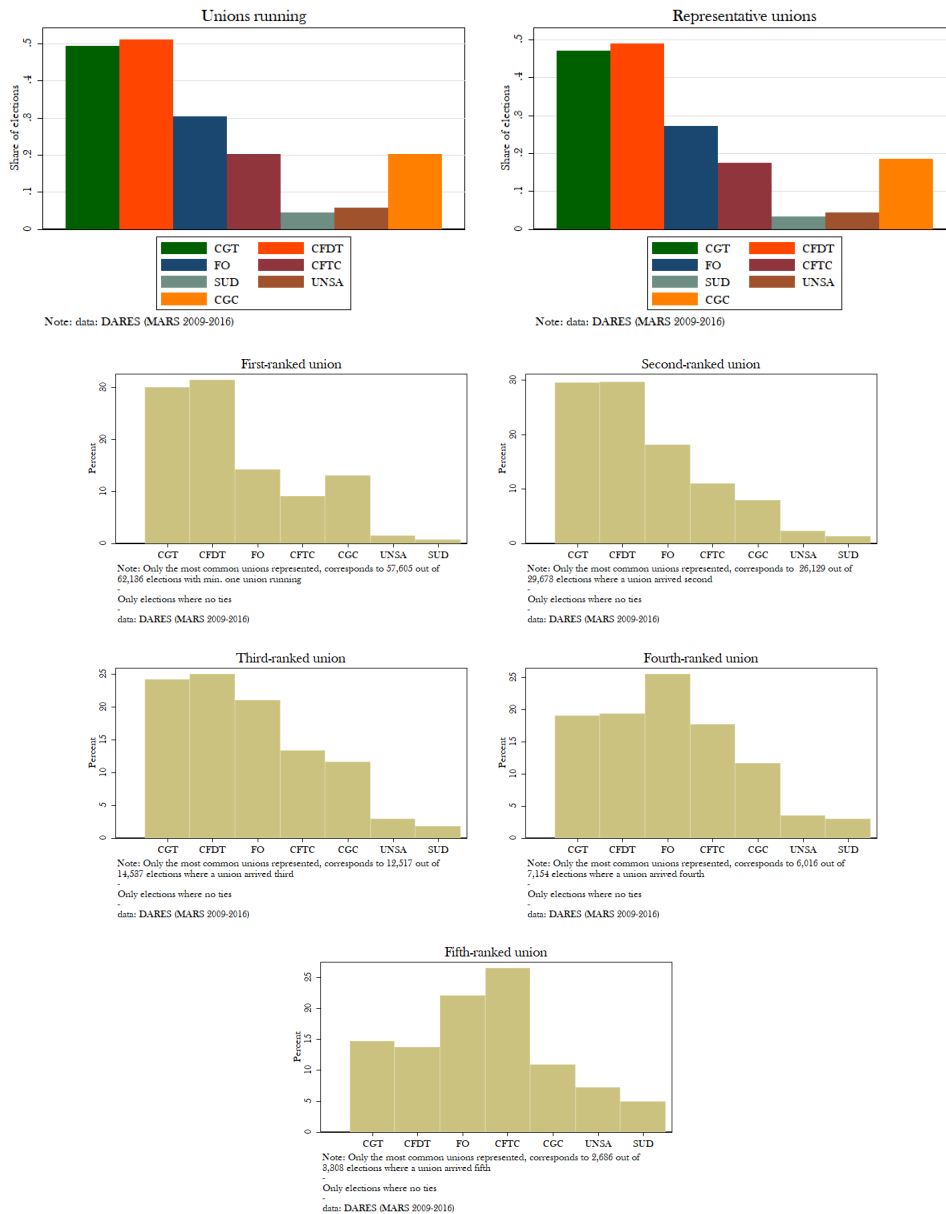 Unions running
Share of elections
.5
.4
.3
.2
.1
0
CGT CFDT
FO CFTC
SUD UNSA
CGC
Note: data: DARES (MARS 2009-2016)
Representative unions
Share of elections
.5
.4
.3
.2
.1
0
CGT CFDT
FO CFTC
SUD UNSA
CGC
Note: data: DARES (MARS 2009-2016)
First-ranked union
Percent
30
20
10
0
CGT CFDT FO CFTC CGC UNSA SUD
Note: Only the most common unions represented, corresponds to 57,605 out of
62,136 elections with min. one union running
-
Only elections where no ties
-
data: DARES (MARS 2009-2016)
Second-ranked union
Percent
30
20
10
0
CGT CFDT FO CFTC CGC UNSA SUD
Note: Only the most common unions represented, corresponds to 26,129 out of
29,673 elections where a union arrived second
-
Only elections where no ties
-
data: DARES (MARS 2009-2016)
Third-ranked union
Percent
25
20
15
10
5
0
CGT CFDT FO CFTC CGC UNSA SUD
Note: Only the most common unions represented, corresponds to 12,517 out of
14,537 elections where a union arrived third
-
Only elections where no ties
-
data: DARES (MARS 2009-2016)
Fourth-ranked union
Percent
25
20
15
10
5
0
CGT CFDT FO CFTC CGC UNSA SUD
Note: Only the most common unions represented, corresponds to 6,016 out of
7,154 elections where a union arrived fourth
-
Only elections where no ties
-
data: DARES (MARS 2009-2016)
Fifth-ranked union
Percent
25
20
15
10
5
0
CGT CFDT FO CFTC CGC UNSA SUD
Note: Only the most common unions represented, corresponds to 2,686 out of
3,308 elections where a union arrived fifth
-
Only elections where no ties
-
data: DARES (MARS 2009-2016)